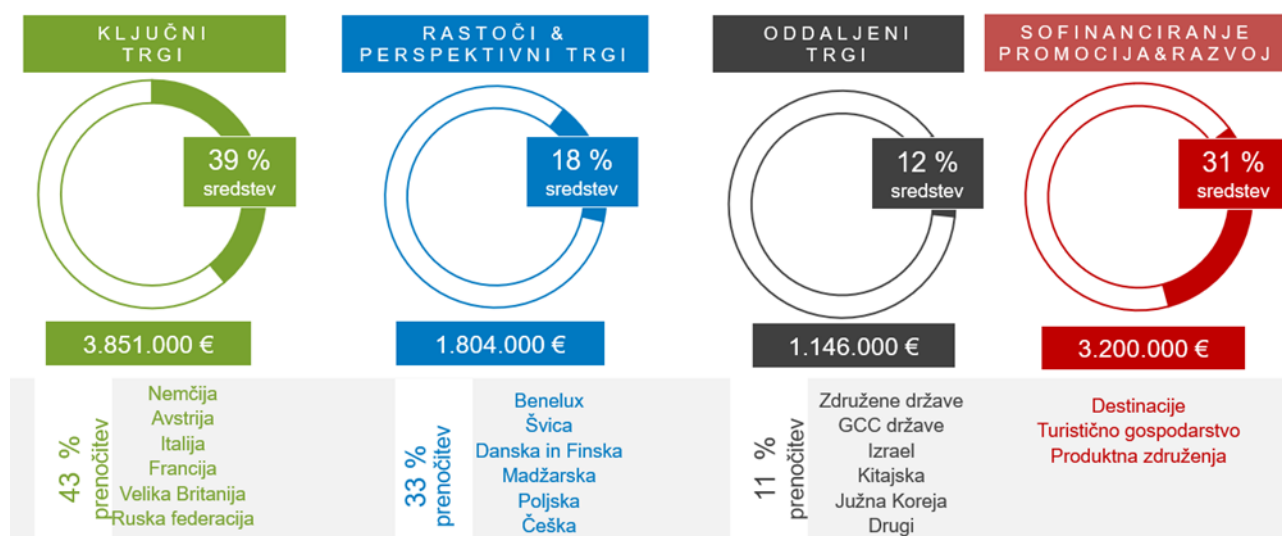 KLJUČNI
TRGI
39 %
sredstev
3.851.000 €
43 %
prenočitev
Nemčija
Avstrija
Italija
Francija
Velika Britanija
Ruska federacija
RASTOČI &
PERSPEKTIVNI TRGI
18 %
sredstev
1.804.000 €
33 %
prenočitev
Benelux
Švica
Danska in Finska
Madžarska
Poljska
Češka
ODDALJENI
TRGI
12 %
sredstev
1.146.000 €
11 %
prenočitev
Združene države
GCC države
Izrael
Kitajska
Južna Koreja
Drugi
SOFINANCIRANJE
PROMOCIJA&RAZVOJ
31 %
sredstev
3.200.000 €
Destinacije
Turistično gospodarstvo
Produktna združenja